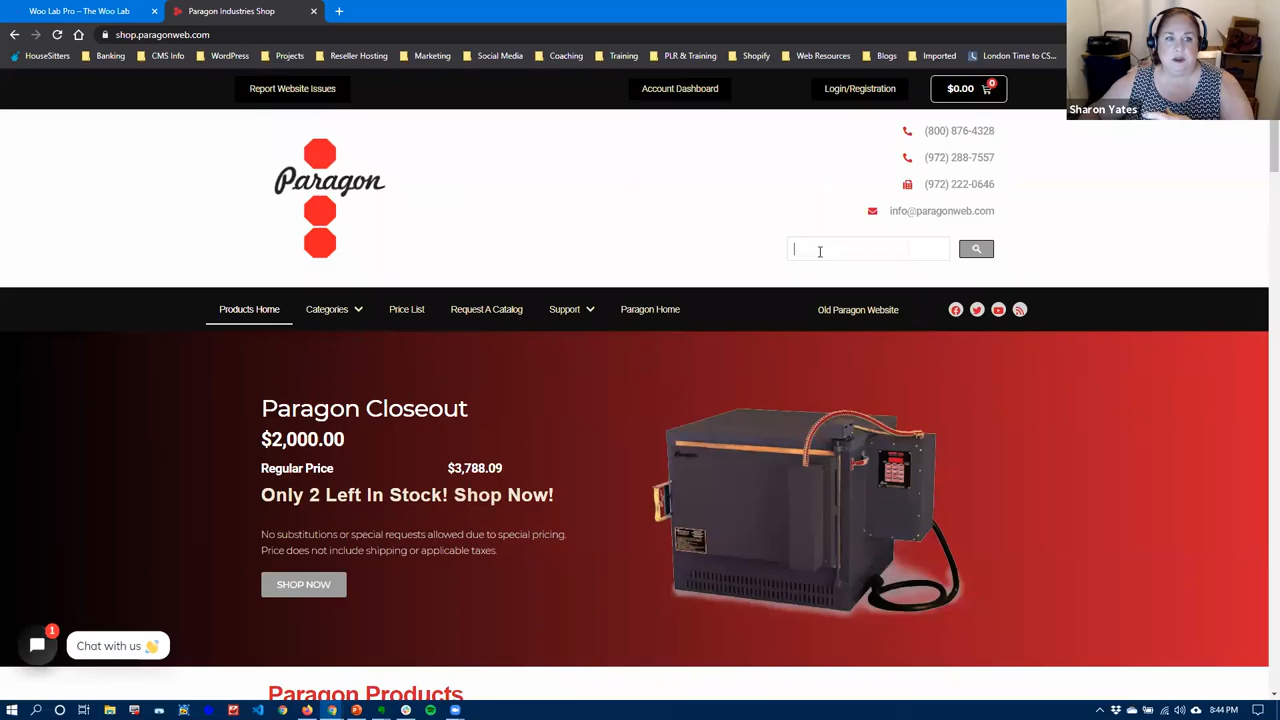 Woo Lab Pro – The Woo Lab
Paragon Industries Shop
shop.paragonweb.com
HouseSitters
Banking
CMS Info
WordPress
Projects
Reseller Hosting
Marketing
Social Media
Coaching
Training
PLR & Training
Shopify
Web Resources
Blogs
Imported
London Time to CS...
Sharon Yates
Report Website Issues
Account Dashboard
Login/Registration
$0.00
0
Paragon
(800) 876-4328
(972) 288-7557
(972) 222-0646
info@paragonweb.com
Products Home
Categories
Price List
Request A Catalog
Support
Paragon Home
Old Paragon Website
Paragon Closeout
$2,000.00
Regular Price $3,788.09
Only 2 Left In Stock! Shop Now!
No substitutions or special requests allowed due to special pricing.
Price does not include shipping or applicable taxes.
SHOP NOW
1
Chat with us 👋
Paragon Products
8:44 PM